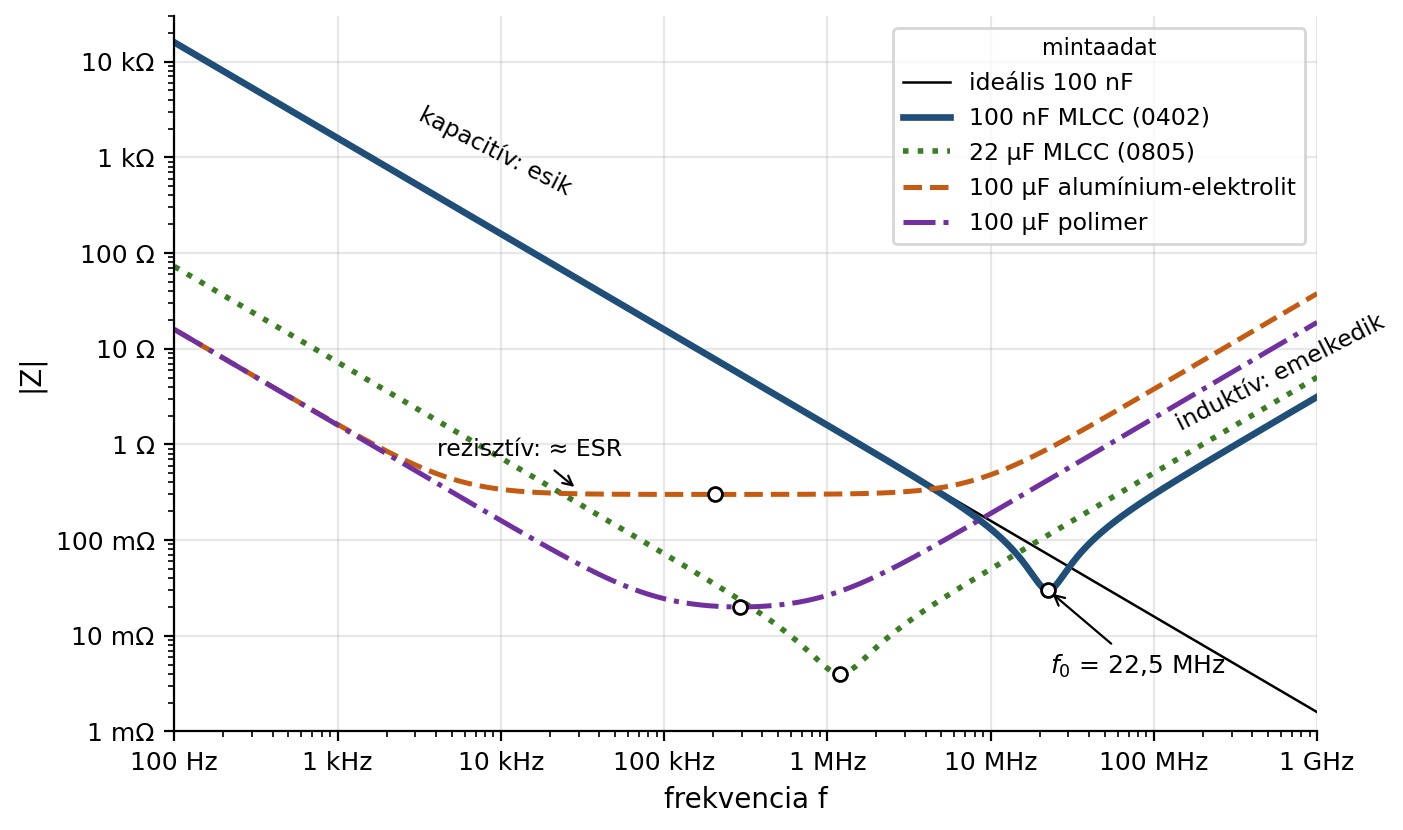 mintaadat
ideális 100 nF
100 nF MLCC (0402)
22 µF MLCC (0805)
100 µF alumínium-elektrolit
100 µF polimer
10 kΩ
1 kΩ
100 Ω
10 Ω
1 Ω
100 mΩ
10 mΩ
1 mΩ
|Z|
kapacitív: esik
rezisztív: ≈ ESR
induktív: emelkedik
f₀ = 22,5 MHz
100 Hz
1 kHz
10 kHz
100 kHz
1 MHz
10 MHz
100 MHz
1 GHz
frekvencia f